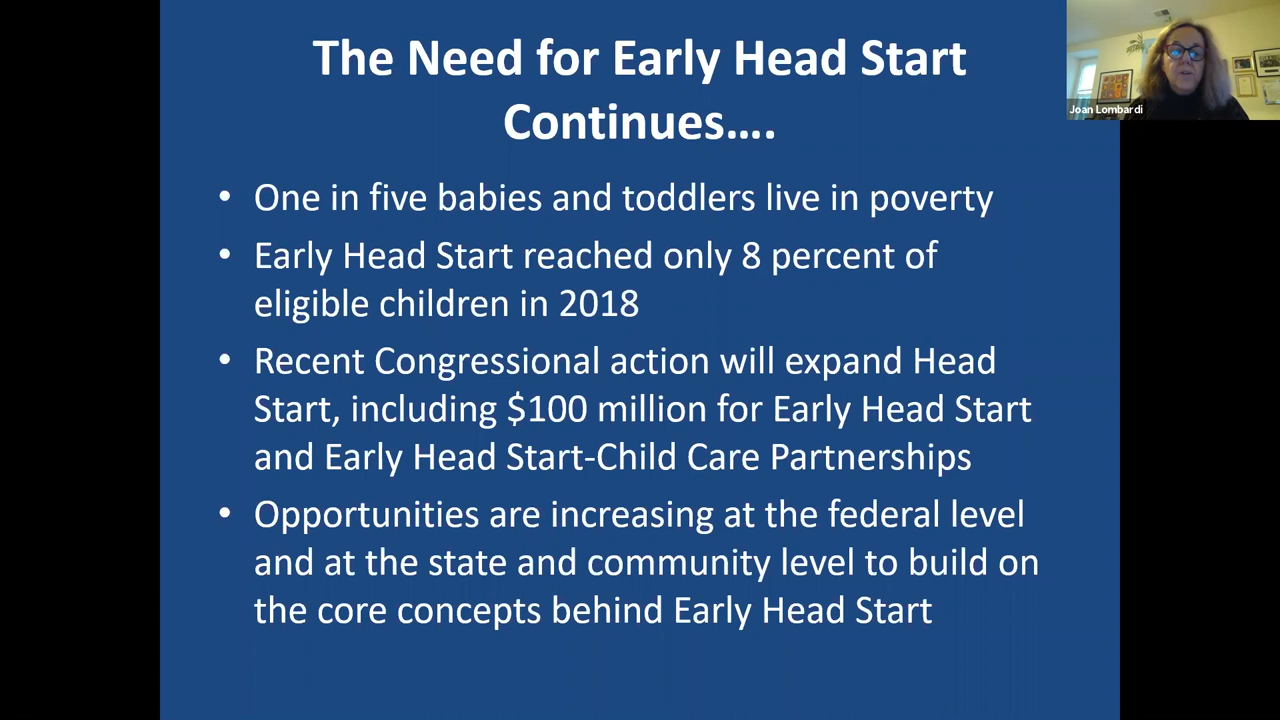 The Need for Early Head Start
Continues….
Joan Lombardi
• One in five babies and toddlers live in poverty
• Early Head Start reached only 8 percent of
eligible children in 2018
• Recent Congressional action will expand Head
Start, including $100 million for Early Head Start
and Early Head Start-Child Care Partnerships
• Opportunities are increasing at the federal level
and at the state and community level to build on
the core concepts behind Early Head Start